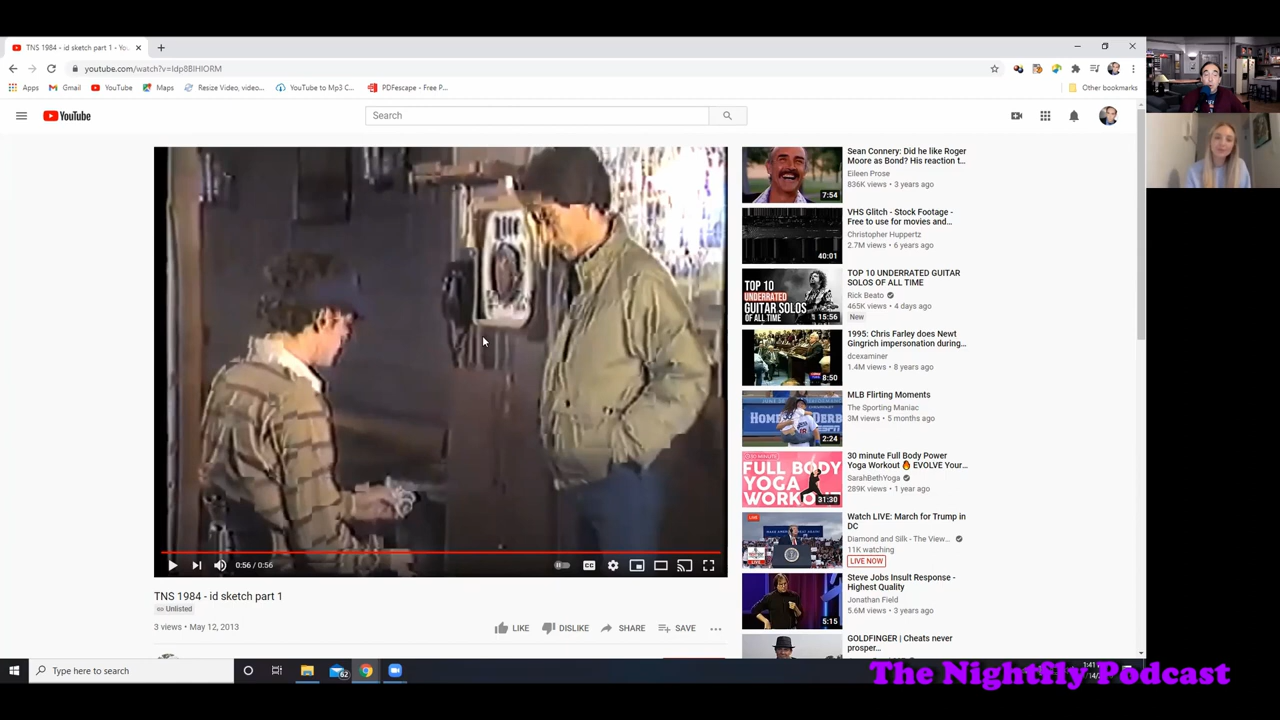 TNS 1984 - id sketch part 1 - Yo...
youtube.com/watch?v=Idp8BlHlORM
Apps
Gmail
YouTube
Maps
Resize Video, video...
YouTube to Mp3 C...
PDFescape - Free P...
Other bookmarks
YouTube
Search
Sean Connery: Did he like Roger
Moore as Bond? His reaction t...
Eileen Prose
836K views • 3 years ago
7:54
VHS Glitch - Stock Footage -
Free to use for movies and...
Christopher Huppertz
2.7M views • 6 years ago
40:01
TOP 10 UNDERRATED GUITAR
SOLOS OF ALL TIME
Rick Beato
465K views • 4 days ago
New
TOP 10
UNDERRATED
GUITAR SOLOS
OF ALL TIME
15:56
1995: Chris Farley does Newt
Gingrich impersonation during...
dcexaminer
1.4M views • 8 years ago
8:50
MLB Flirting Moments
The Sporting Maniac
3M views • 5 months ago
2:24
30 minute Full Body Power
Yoga Workout 🔥 EVOLVE Your...
SarahBethYoga
289K views • 1 year ago
FULL BODY
YOGA
WORKO
31:30
Watch LIVE: March for Trump in
DC
Diamond and Silk - The View...
11K watching
LIVE NOW
LIVE
Steve Jobs Insult Response -
Highest Quality
Jonathan Field
5.6M views • 3 years ago
5:15
GOLDFINGER | Cheats never
prosper...
0:56 / 0:56
CC
TNS 1984 - id sketch part 1
Unlisted
3 views • May 12, 2013
LIKE
DISLIKE
SHARE
SAVE
Type here to search
62
The Nightfly Podcast